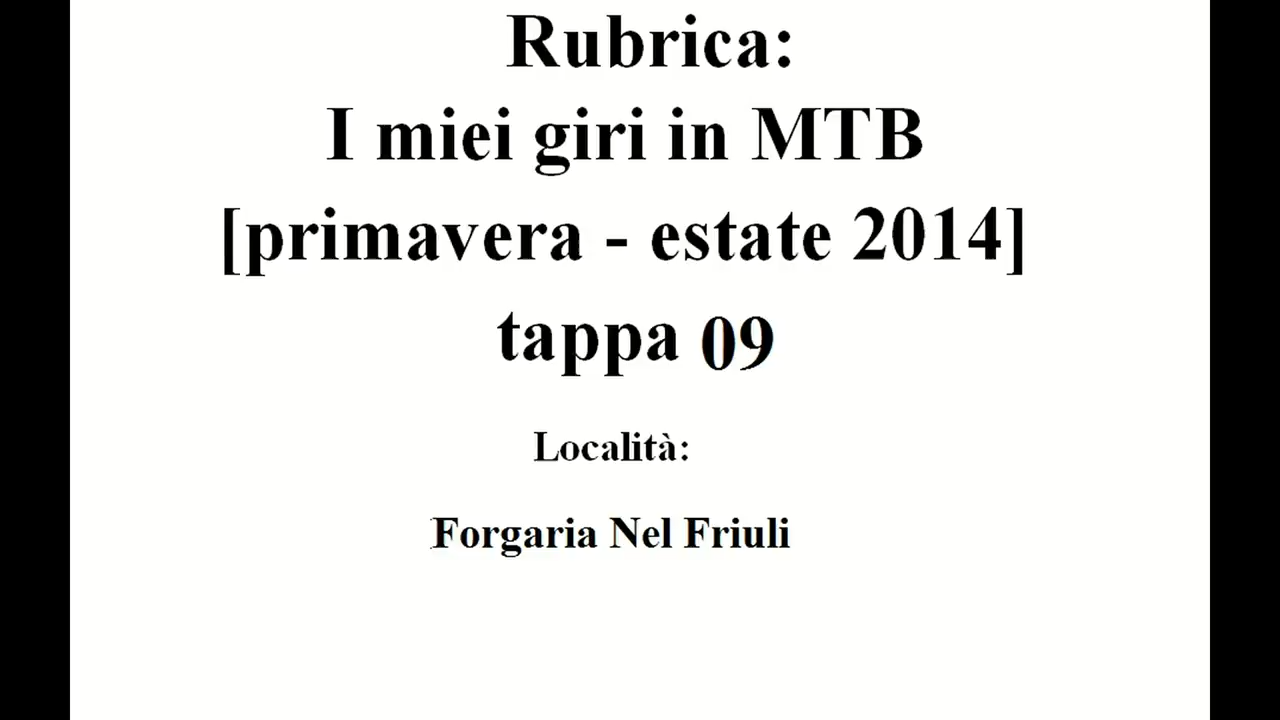 Rubrica:
I miei giri in MTB
[primavera - estate 2014]
tappa 09
Località:
Forgaria Nel Friuli